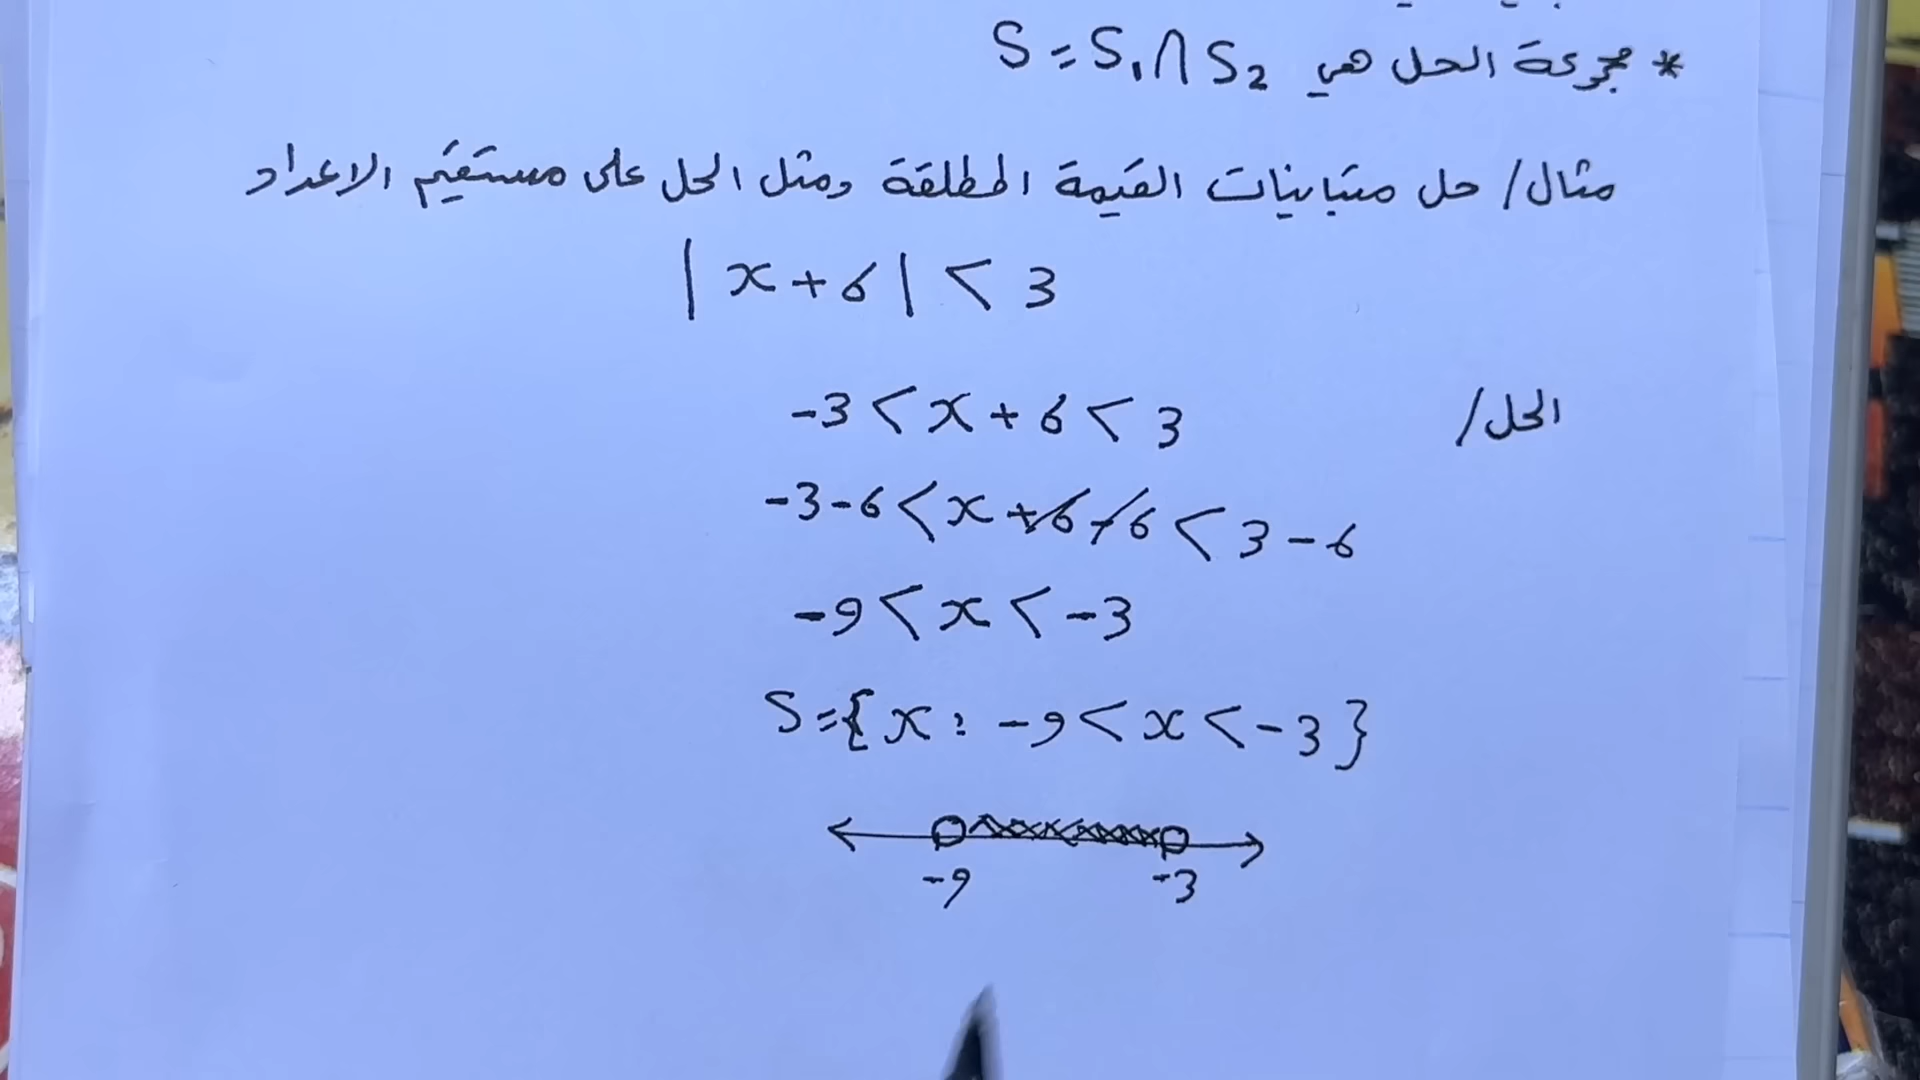 * مجموعة الحل هي S = S₁ ∩ S₂
مثال / حل متباينات القيمة المطلقة ومثل الحل على مستقيم الاعداد
|x + 6| < 3
الحل /
-3 < x + 6 < 3
-3 - 6 < x + 6 - 6 < 3 - 6
-9 < x < -3
S = {x : -9 < x < -3}
-9 -3